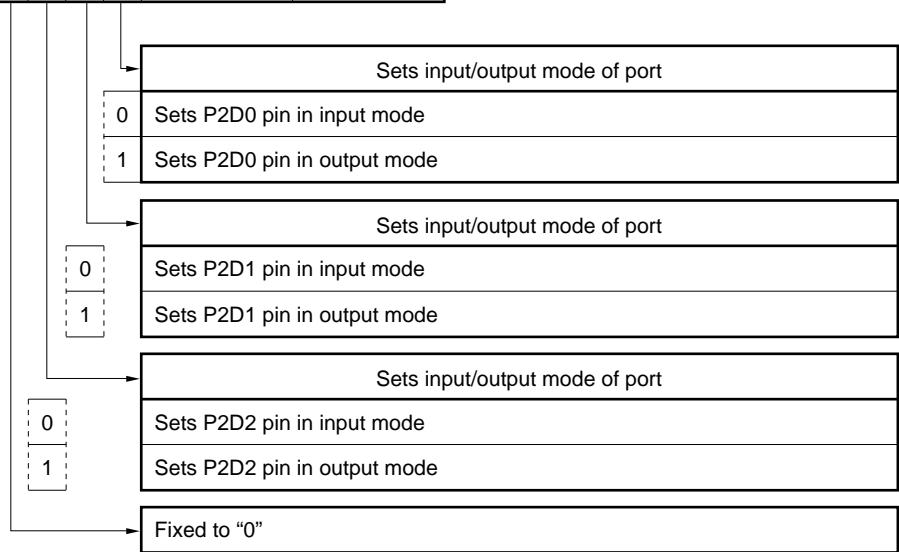 Sets input/output mode of port
0 Sets P2D0 pin in input mode
1 Sets P2D0 pin in output mode
Sets input/output mode of port
0 Sets P2D1 pin in input mode
1 Sets P2D1 pin in output mode
Sets input/output mode of port
0 Sets P2D2 pin in input mode
1 Sets P2D2 pin in output mode
Fixed to “0”